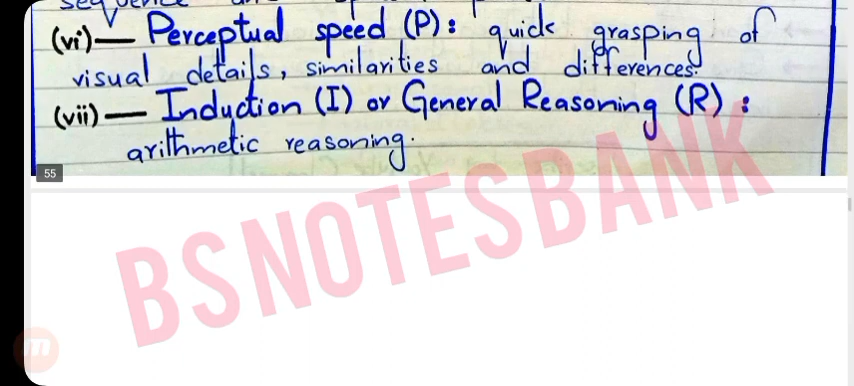 (vi)— Perceptual speed (P): quick grasping of
visual details, similarities and differences.
(vii)— Induction (I) or General Reasoning (R) :
arithmetic reasoning.
55
BSNOTESBANK
m